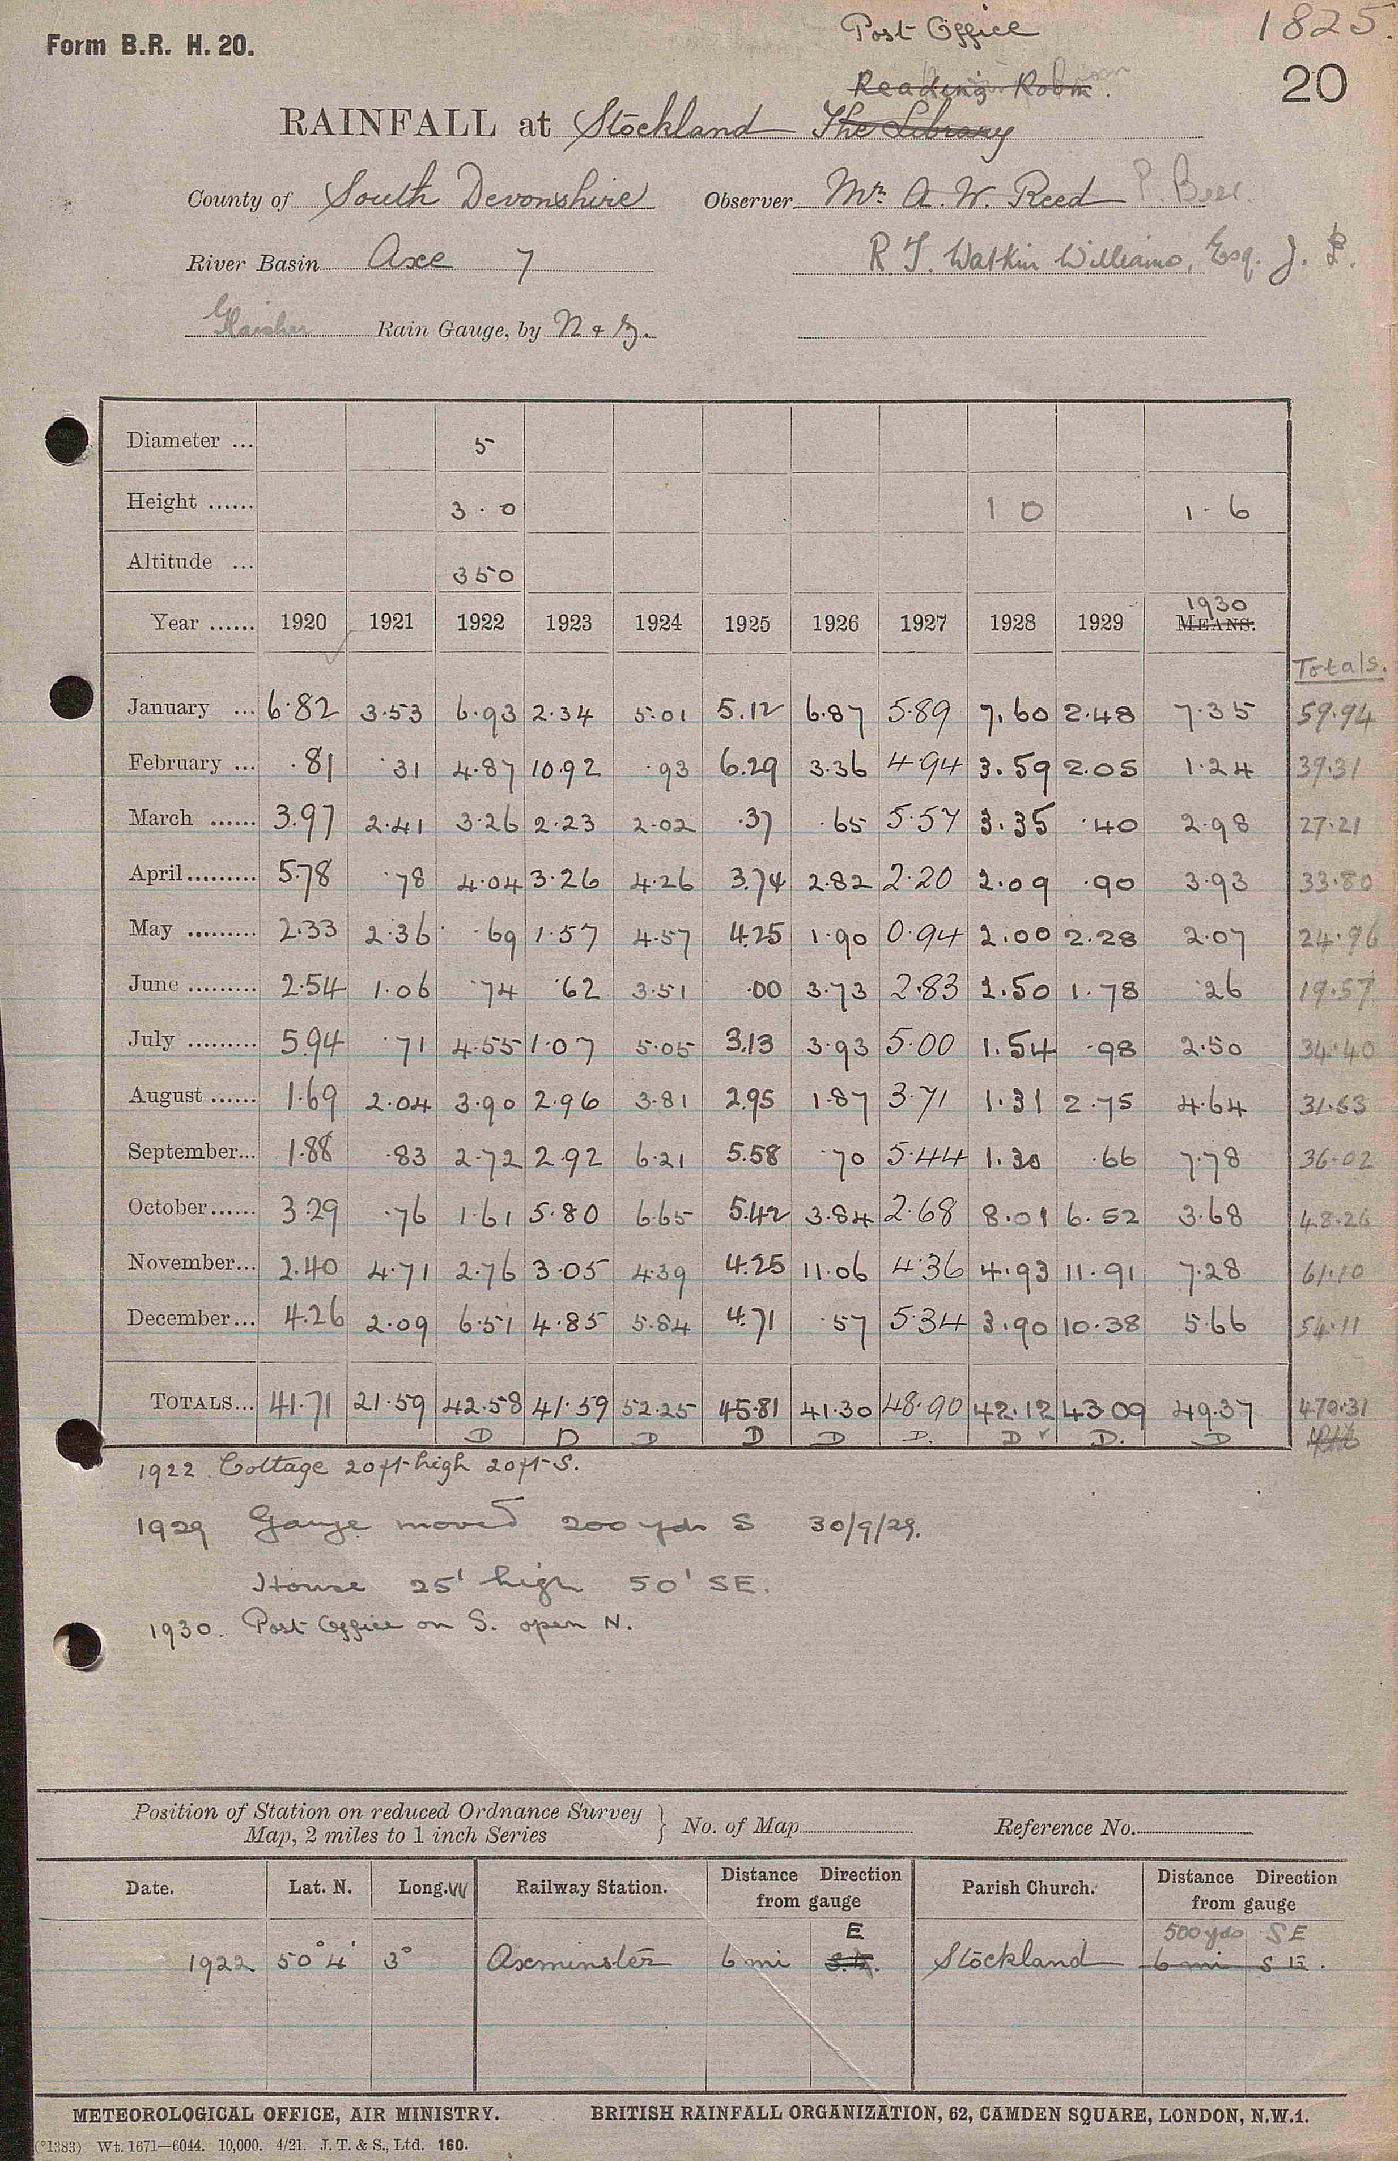 Form B.R. H. 20.
1825.
20
Post Office
Reading Room.
RAINFALL at Stockland The Library
County of South Devonshire Observer Mr. A. W. Reed P. Beer.
River Basin Axe 7 R T. Watkin Williams, Esq. J. P.
Glaisher Rain Gauge, by N & Z.
Diameter ... 5
Height ...... 3 · 0 1 0 1 - 6
Altitude ... 350
Year ...... 1920 1921 1922 1923 1924 1925 1926 1927 1928 1929 1930 MEANS.
Totals.
January ... 6·82 3·53 6·93 2·34 5·01 5.12 6·87 5·89 7.60 2·48 7·35 59·94
February ... ·81 ·31 4·87 10·92 ·93 6.29 3·36 4·94 3.59 2·05 1·24 39·31
March ...... 3.97 2·41 3·26 2·23 2·02 ·37 ·65 5·57 3.35 ·40 2·98 27·21
April ......... 5.78 ·78 4·04 3·26 4·26 3.74 2·82 2·20 2·09 ·90 3·93 33·80
May ......... 2.33 2·36 ·69 1·57 4·57 4.25 1·90 0·94 2.00 2·28 2·07 24·96
June ......... 2.54 1·06 ·74 ·62 3·51 ·00 3·73 2·83 2.50 1·78 ·26 19·57
July ......... 5.94 ·71 4·55 1·07 5·05 3.13 3·93 5·00 1.54 ·98 2·50 34·40
August ...... 1.69 2·04 3·90 2·96 3·81 2.95 1·87 3·71 1·31 2·75 4·64 31·63
September... 1.88 ·83 2·72 2·92 6·21 5.58 ·70 5·44 1.30 ·66 7·78 36·02
October...... 3.29 ·76 1·61 5·80 6·65 5.42 3·84 2·68 8·01 6·52 3·68 48·26
November... 2.40 4·71 2·76 3·05 4·39 4.25 11·06 4·36 4·93 11·91 7·28 61·10
December... 4.26 2·09 6·51 4·85 5·84 4.71 ·57 5·34 3·90 10·38 5·66 54·11
TOTALS... 41.71 21·59 42·58 41·59 52·25 45.81 41·30 48·90 42·12 43·09 49·37 470·31
D D D D D D. D D. D
1922 Cottage 20ft high 20ft S.
1929 Gauge moved 200 yds S 30/9/29.
House 25' high 50' SE.
1930. Post Office on S. open N.
Position of Station on reduced Ordnance Survey Map, 2 miles to 1 inch Series } No. of Map Reference No.
Date. Lat. N. Long. W Railway Station. Distance Direction from gauge Parish Church. Distance Direction from gauge
E 500 yds SE
1922 50° 4' 3° Axminster 6 mi Stockland 6 mi S E.
METEOROLOGICAL OFFICE, AIR MINISTRY. BRITISH RAINFALL ORGANIZATION, 62, CAMDEN SQUARE, LONDON, N.W.1.
(*1383) Wt. 1671—6044. 10,000. 4/21. J. T. & S., Ltd. 160.